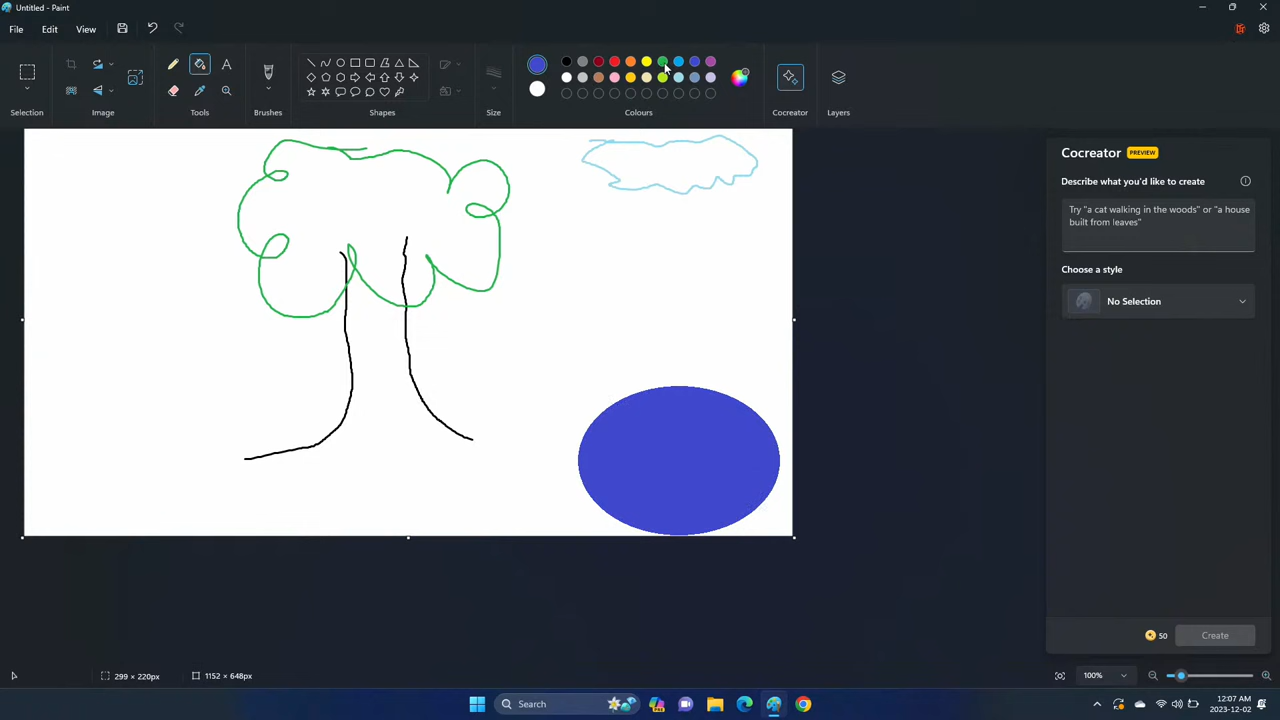 Untitled - Paint
File Edit View
Selection Image Tools Brushes Shapes Size Colours Cocreator Layers
Cocreator PREVIEW
Describe what you'd like to create
Try "a cat walking in the woods" or "a house
built from leaves"
Choose a style
No Selection
50 Create
299 × 220px 1152 × 648px 100%
Search
12:07 AM
2023-12-02